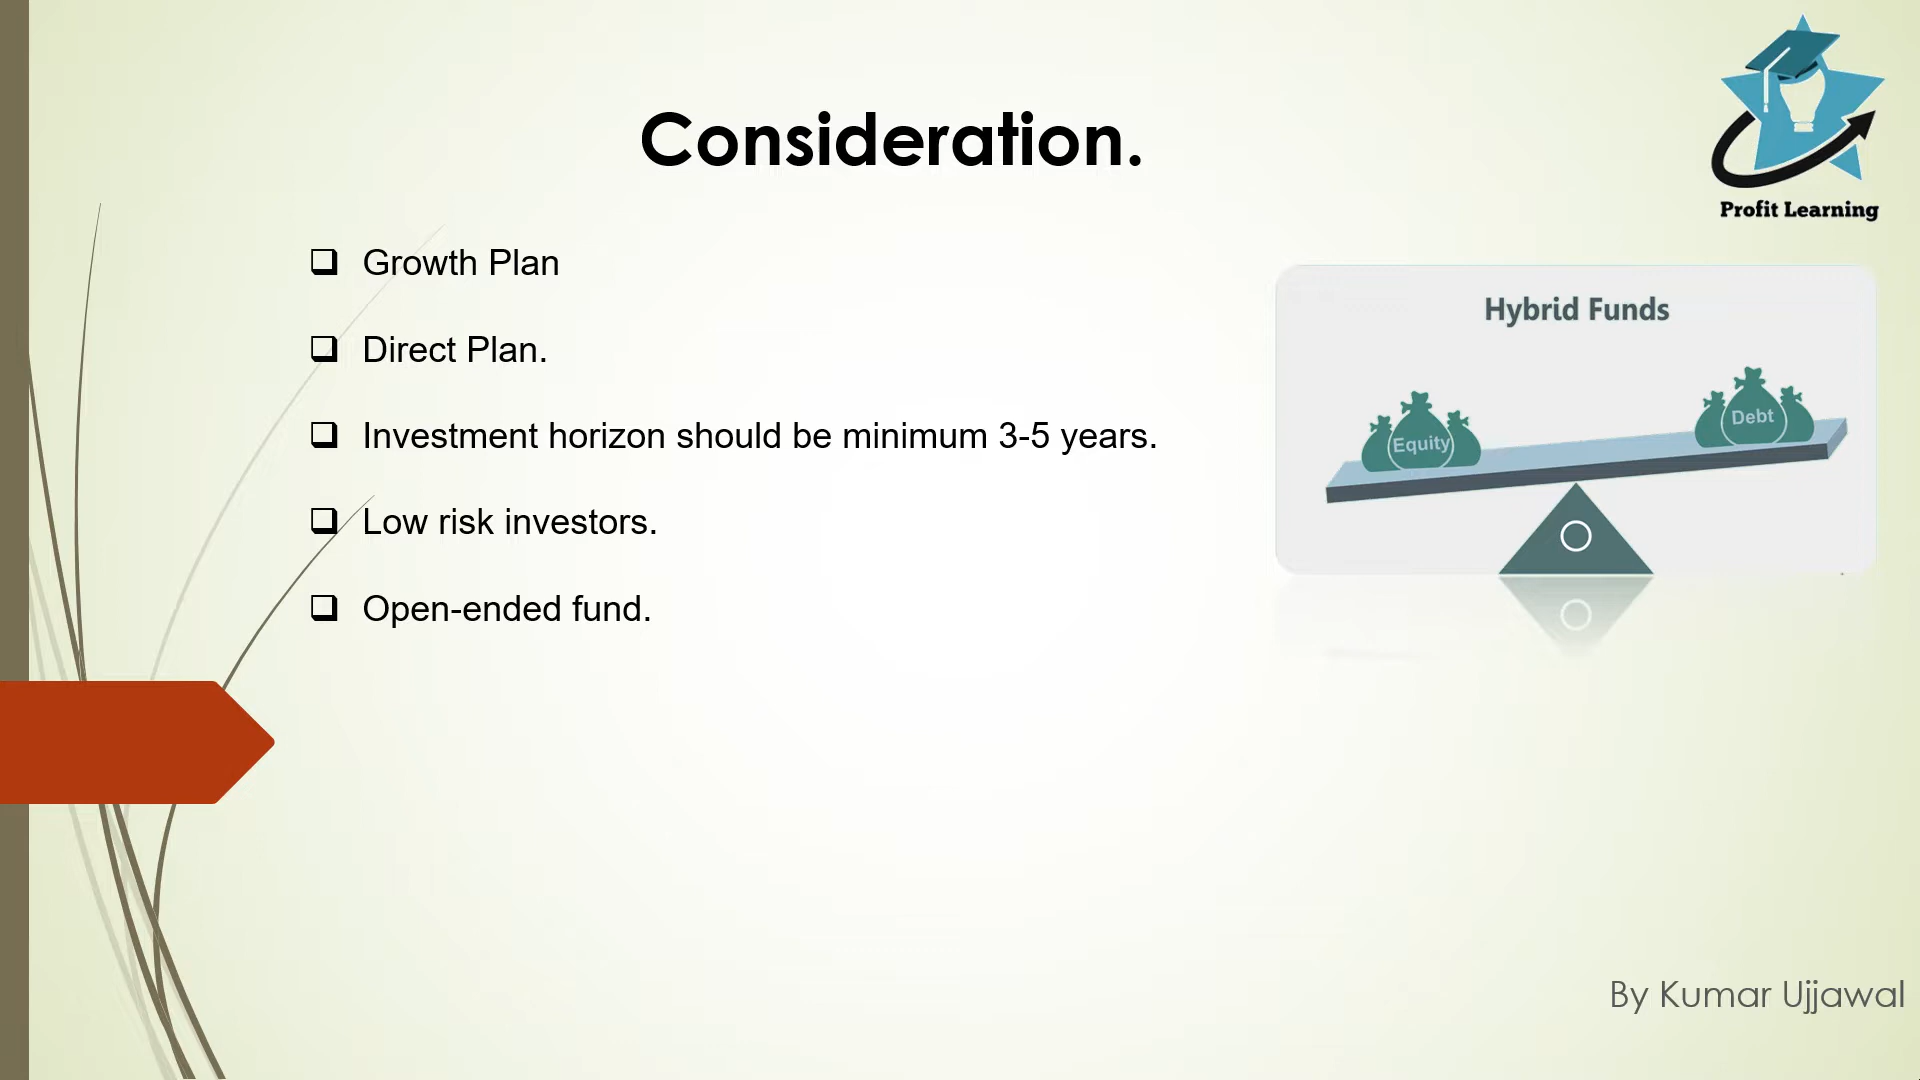 Consideration.
Profit Learning
Growth Plan
Direct Plan.
Investment horizon should be minimum 3-5 years.
Low risk investors.
Open-ended fund.
Hybrid Funds
Equity
Debt
By Kumar Ujjawal